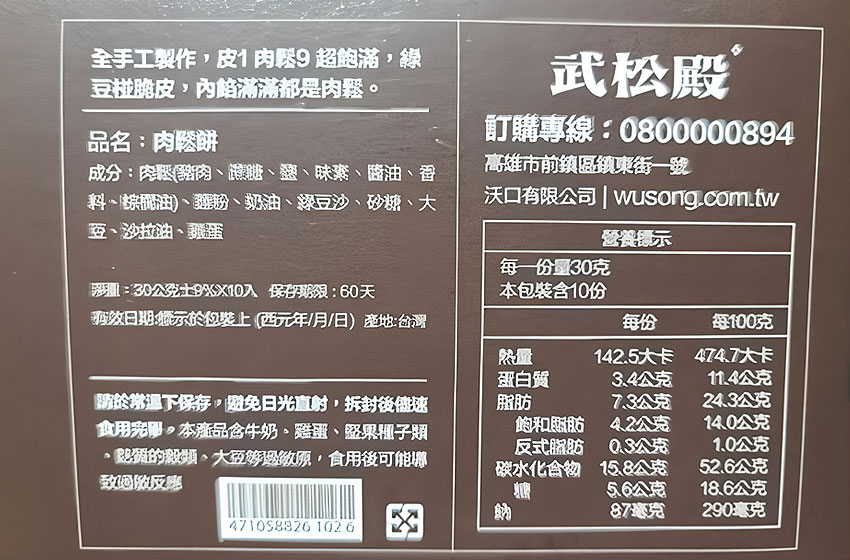 全手工製作，皮1肉鬆9 超飽滿，綠
豆椪脆皮，內餡滿滿都是肉鬆。
品名：肉鬆餅
成分：肉鬆(豬肉、蔗糖、鹽、味素、醬油、香
料、棕櫚油)、麵粉、奶油、綠豆沙、砂糖、大
豆、沙拉油、雞蛋
淨重：30公克±9%X10入 保存期限：60天
有效日期:標示於包裝上 (西元年/月/日) 產地:台灣
請於常溫下保存，避免日光直射，拆封後儘速
食用完畢。本產品含牛奶、雞蛋、堅果種子類
、麩質的穀類、大豆等過敏原，食用後可能導
致過敏反應
4710588261026
武松殿
訂購專線：0800000894
高雄市前鎮區鎮東街一號
沃口有限公司 | wusong.com.tw
營養標示
每一份量30克
本包裝含10份
每份 每100克
熱量 142.5大卡 474.7大卡
蛋白質 3.4公克 11.4公克
脂肪 7.3公克 24.3公克
飽和脂肪 4.2公克 14.0公克
反式脂肪 0.3公克 1.0公克
碳水化合物 15.8公克 52.6公克
糖 5.6公克 18.6公克
鈉 87毫克 290毫克